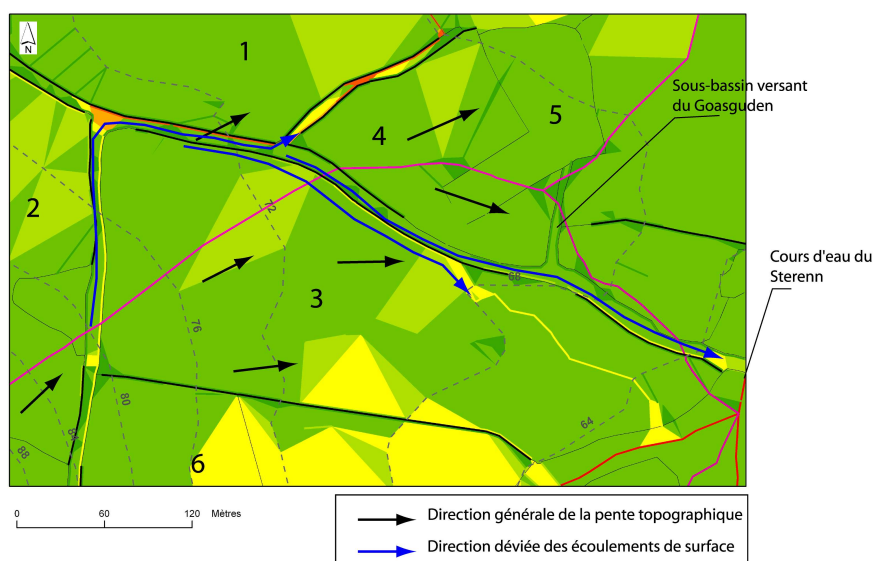 N
1
2
3
4
5
6
72
76
80
84
88
68
64
Sous-bassin versant
du Goasguden
Cours d'eau du
Sterenn
0 60 120 Mètres
Direction générale de la pente topographique
Direction déviée des écoulements de surface